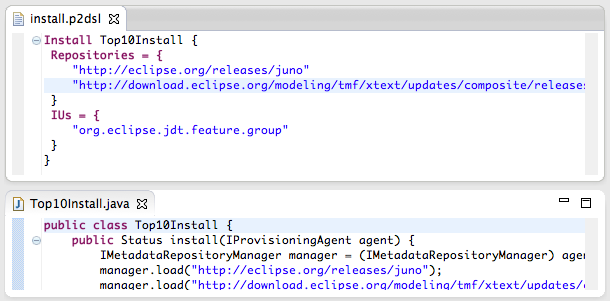 install.p2dsl
Install Top10Install {
Repositories = {
"http://eclipse.org/releases/juno"
"http://download.eclipse.org/modeling/tmf/xtext/updates/composite/releases
}
IUs = {
"org.eclipse.jdt.feature.group"
}
}
Top10Install.java
public class Top10Install {
public Status install(IProvisioningAgent agent) {
IMetadataRepositoryManager manager = (IMetadataRepositoryManager) agen
manager.load("http://eclipse.org/releases/juno");
manager.load("http://download.eclipse.org/modeling/tmf/xtext/updates/c